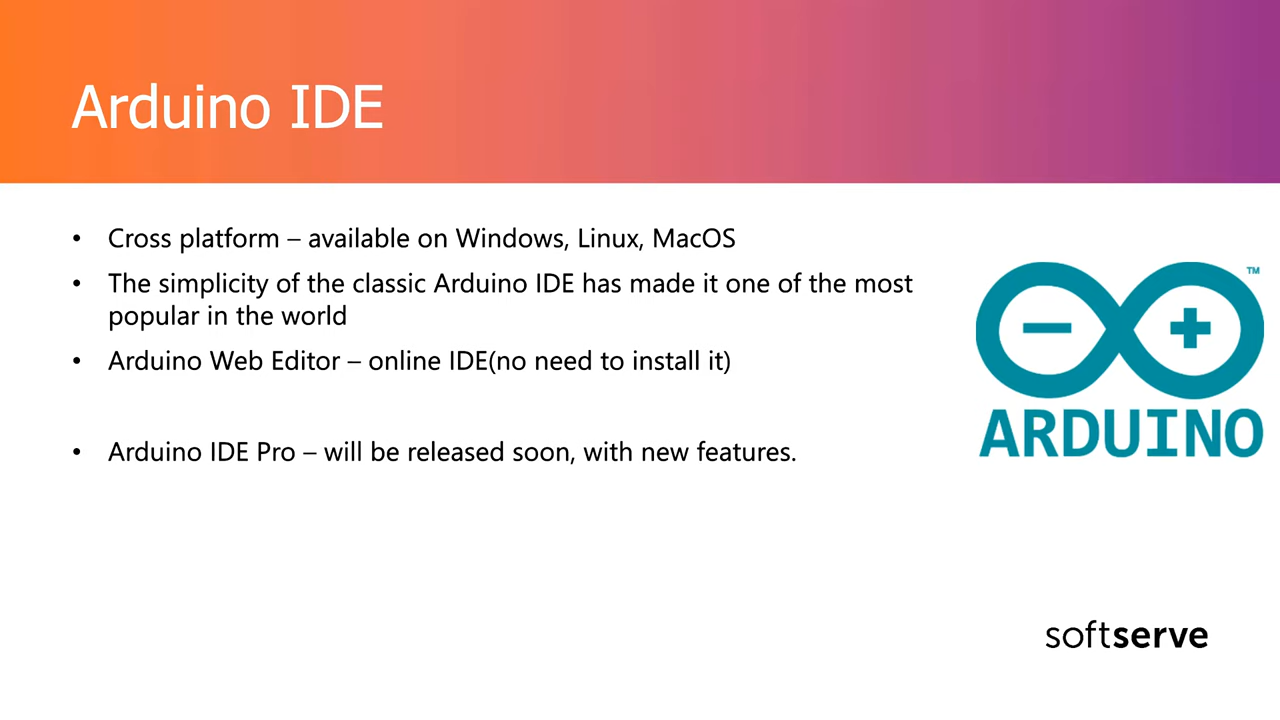 Arduino IDE
• Cross platform – available on Windows, Linux, MacOS
• The simplicity of the classic Arduino IDE has made it one of the most
popular in the world
• Arduino Web Editor – online IDE(no need to install it)
• Arduino IDE Pro – will be released soon, with new features.
TM
ARDUINO
softserve